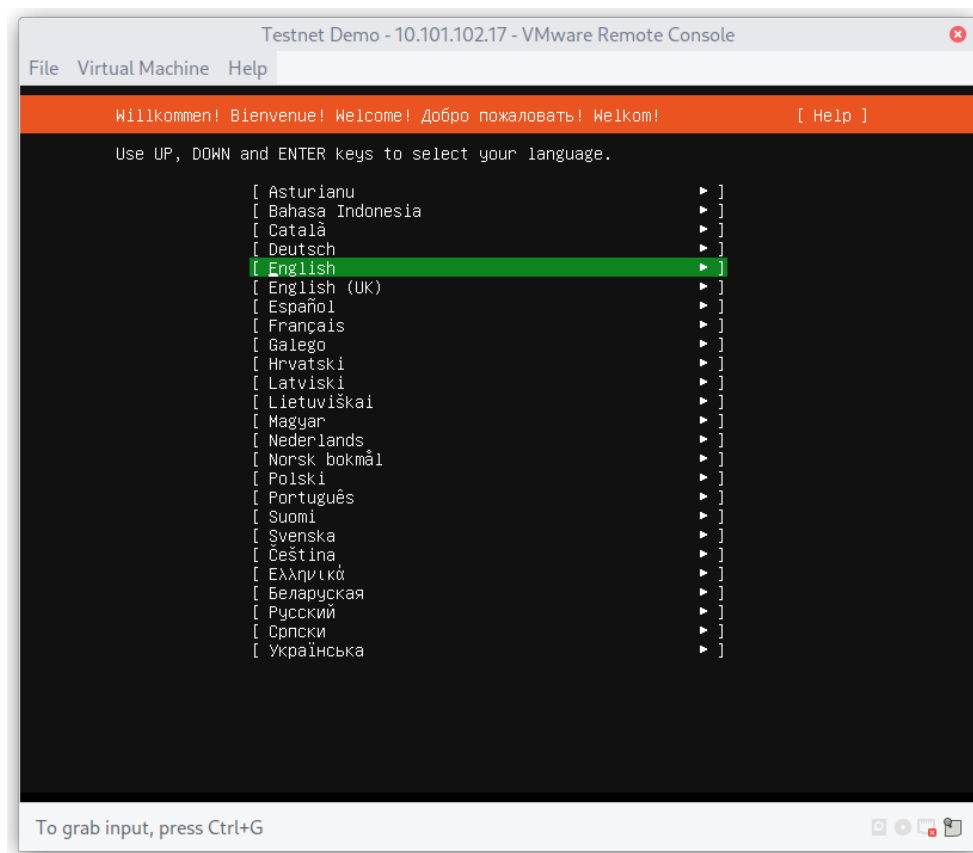 Testnet Demo - 10.101.102.17 - VMware Remote Console
File Virtual Machine Help
Willkommen! Bienvenue! Welcome! Добро пожаловать! Welkom! [ Help ]
Use UP, DOWN and ENTER keys to select your language.
[ Asturianu ► ]
[ Bahasa Indonesia ► ]
[ Català ► ]
[ Deutsch ► ]
[ English ► ]
[ English (UK) ► ]
[ Español ► ]
[ Français ► ]
[ Galego ► ]
[ Hrvatski ► ]
[ Latviski ► ]
[ Lietuviškai ► ]
[ Magyar ► ]
[ Nederlands ► ]
[ Norsk bokmål ► ]
[ Polski ► ]
[ Português ► ]
[ Suomi ► ]
[ Svenska ► ]
[ Čeština ► ]
[ Ελληνικά ► ]
[ Беларуская ► ]
[ Русский ► ]
[ Српски ► ]
[ Українська ► ]
To grab input, press Ctrl+G